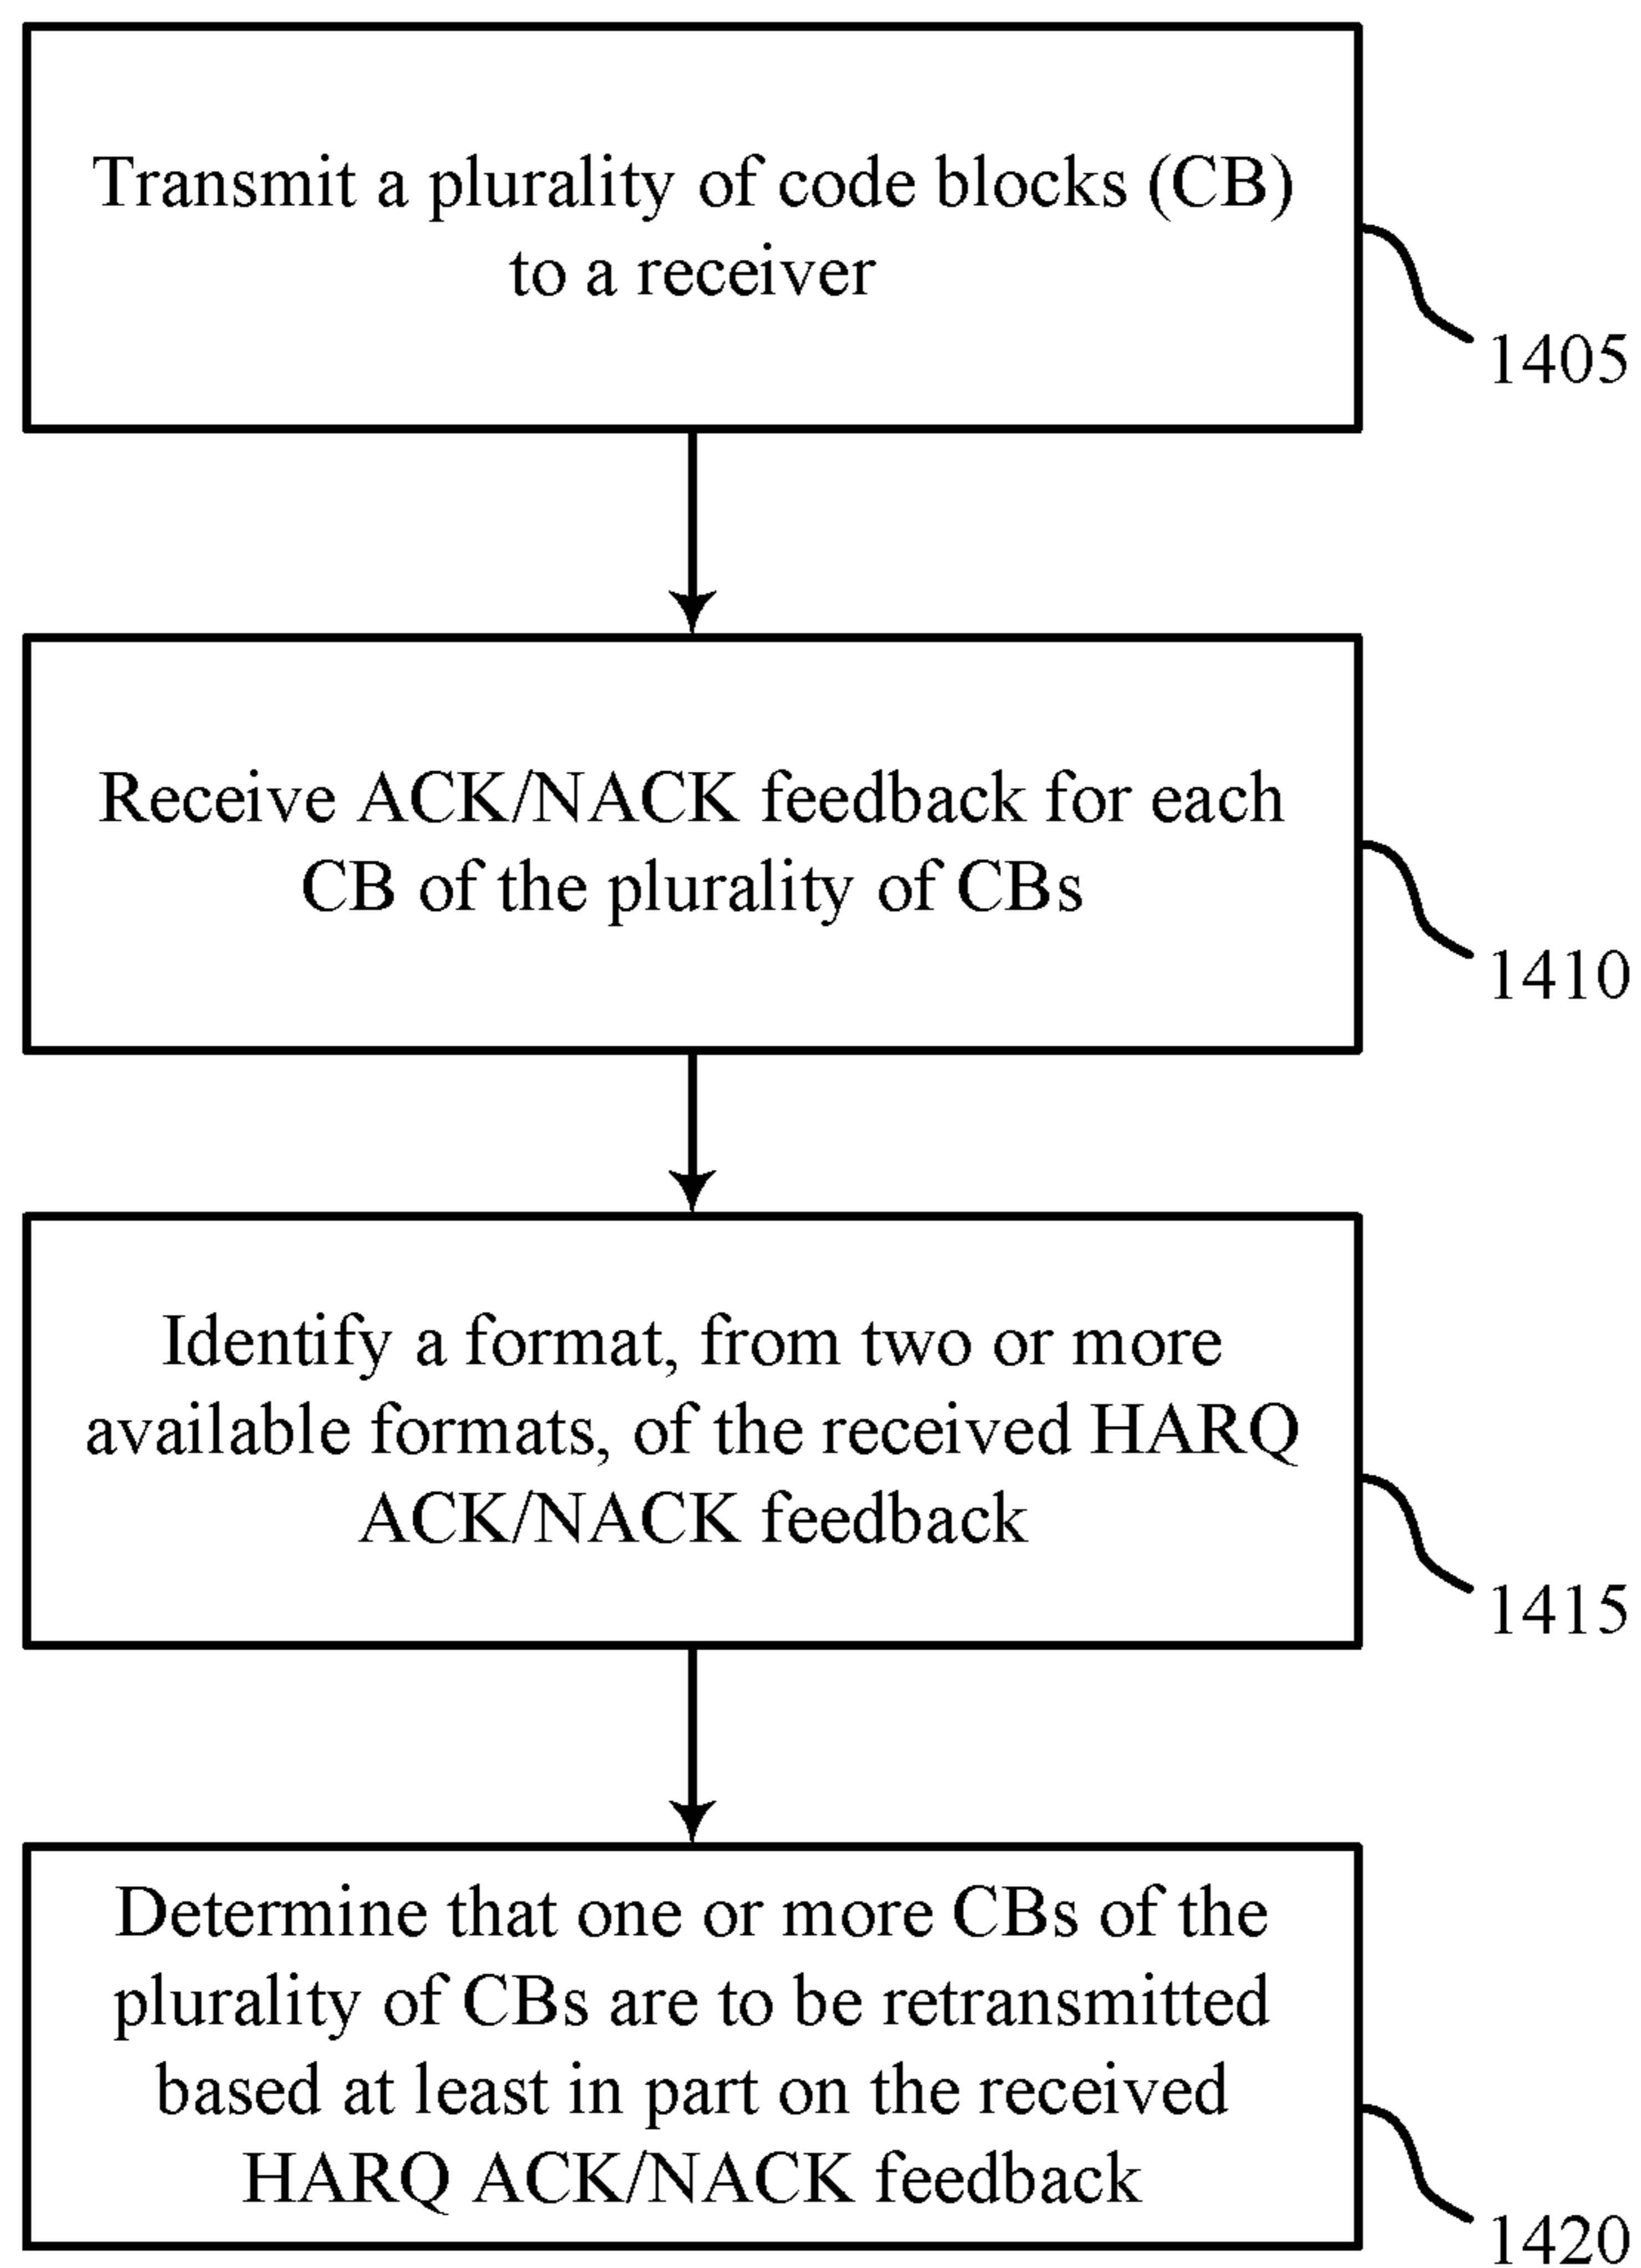 Transmit a plurality of code blocks (CB)
to a receiver
1405
Receive ACK/NACK feedback for each
CB of the plurality of CBs
1410
Identify a format, from two or more
available formats, of the received HARQ
ACK/NACK feedback
1415
Determine that one or more CBs of the
plurality of CBs are to be retransmitted
based at least in part on the received
HARQ ACK/NACK feedback
1420